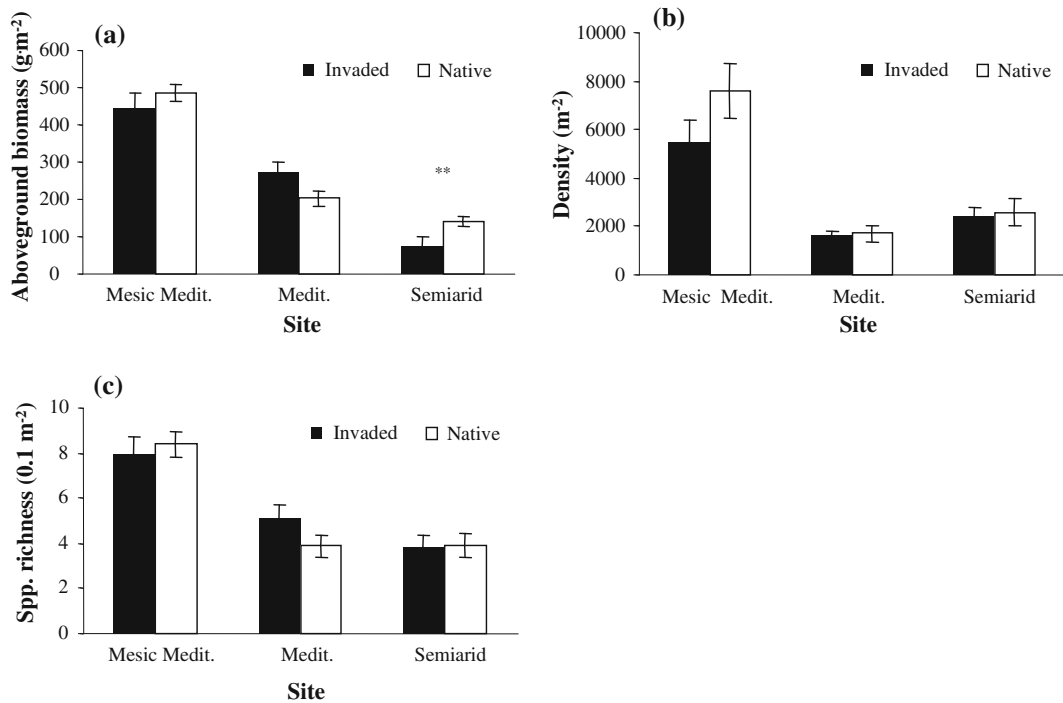 (a)
Aboveground biomass (g·m-2)
600
500
400
300
200
100
0
Invaded Native
**
Mesic Medit. Medit. Semiarid
Site
(b)
Density (m-2)
10000
8000
6000
4000
2000
0
Invaded Native
Mesic Medit. Medit. Semiarid
Site
(c)
Spp. richness (0.1 m-2)
10
8
6
4
2
0
Invaded Native
Mesic Medit. Medit. Semiarid
Site